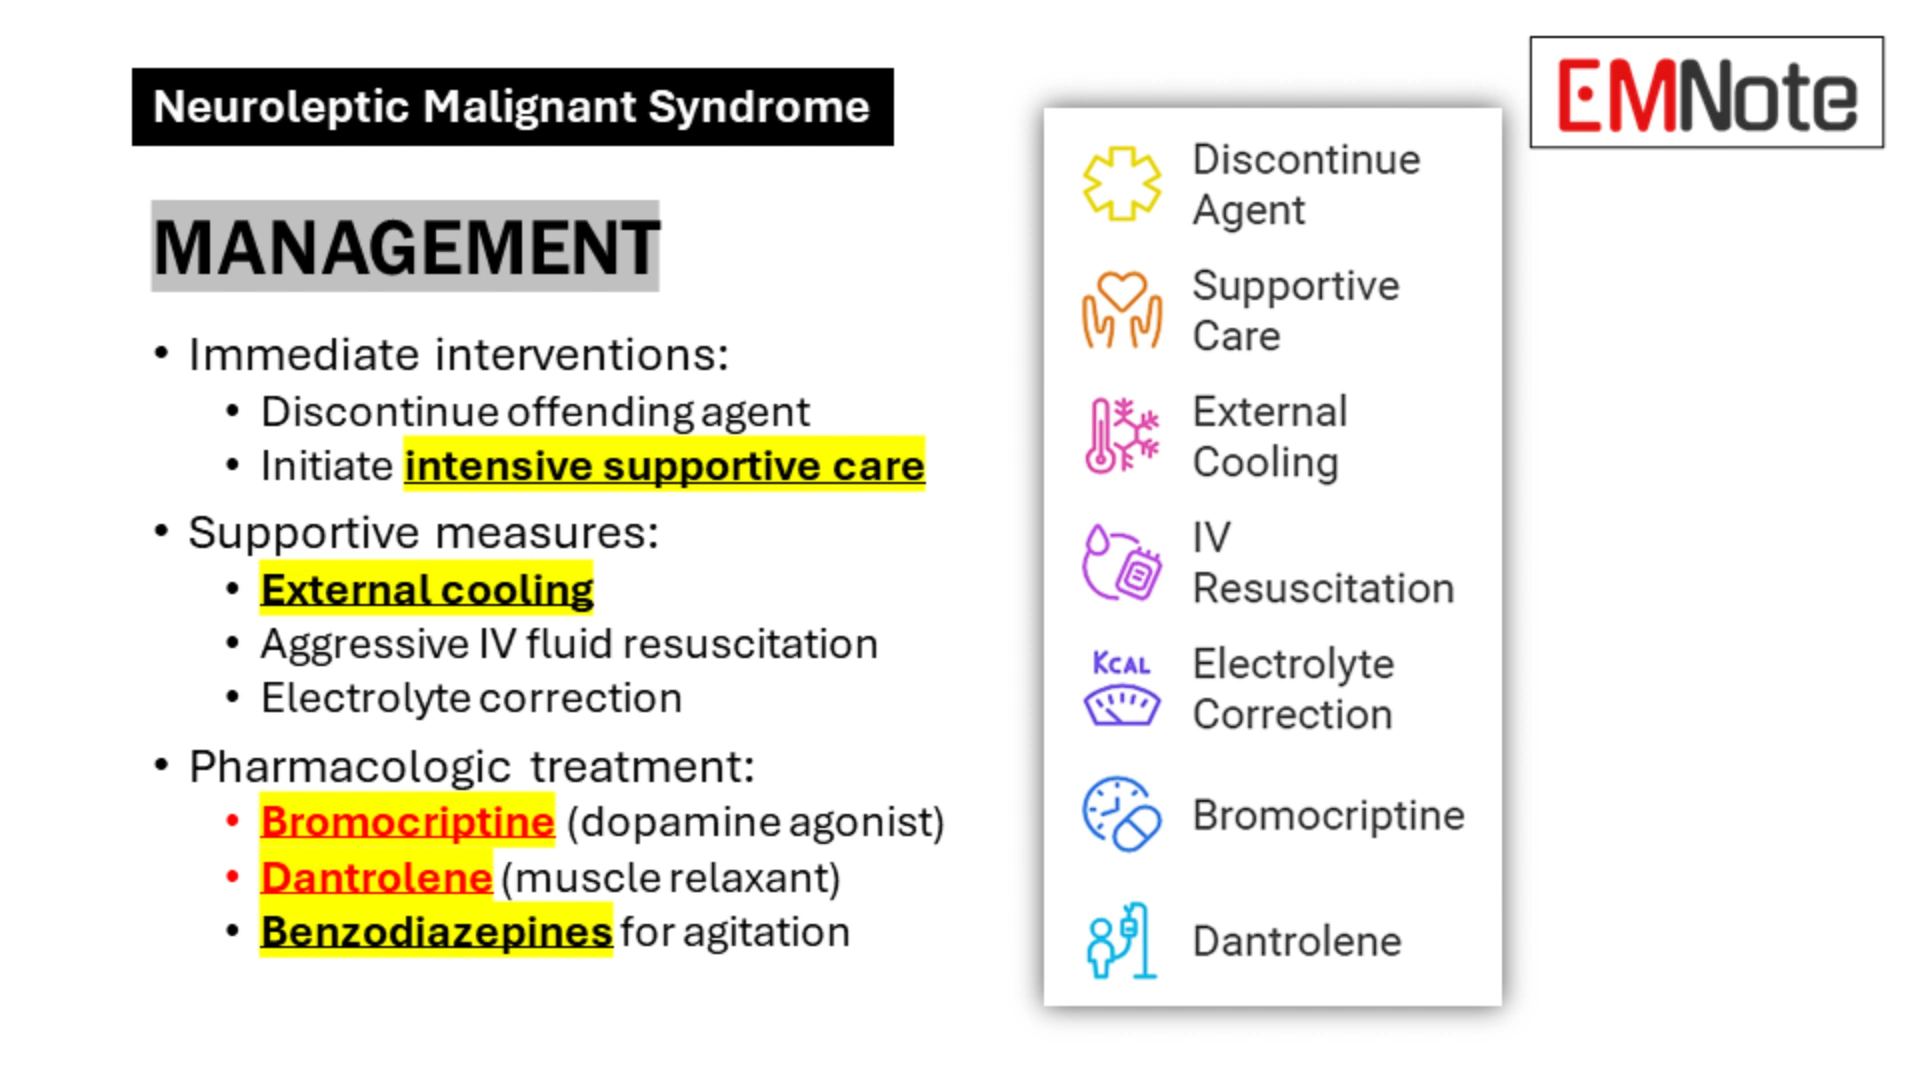 Neuroleptic Malignant Syndrome
MANAGEMENT
• Immediate interventions:
• Discontinue offending agent
• Initiate intensive supportive care
• Supportive measures:
• External cooling
• Aggressive IV fluid resuscitation
• Electrolyte correction
• Pharmacologic treatment:
• Bromocriptine (dopamine agonist)
• Dantrolene (muscle relaxant)
• Benzodiazepines for agitation
Discontinue
Agent
Supportive
Care
External
Cooling
IV
Resuscitation
KCAL
Electrolyte
Correction
Bromocriptine
Dantrolene
EMNote